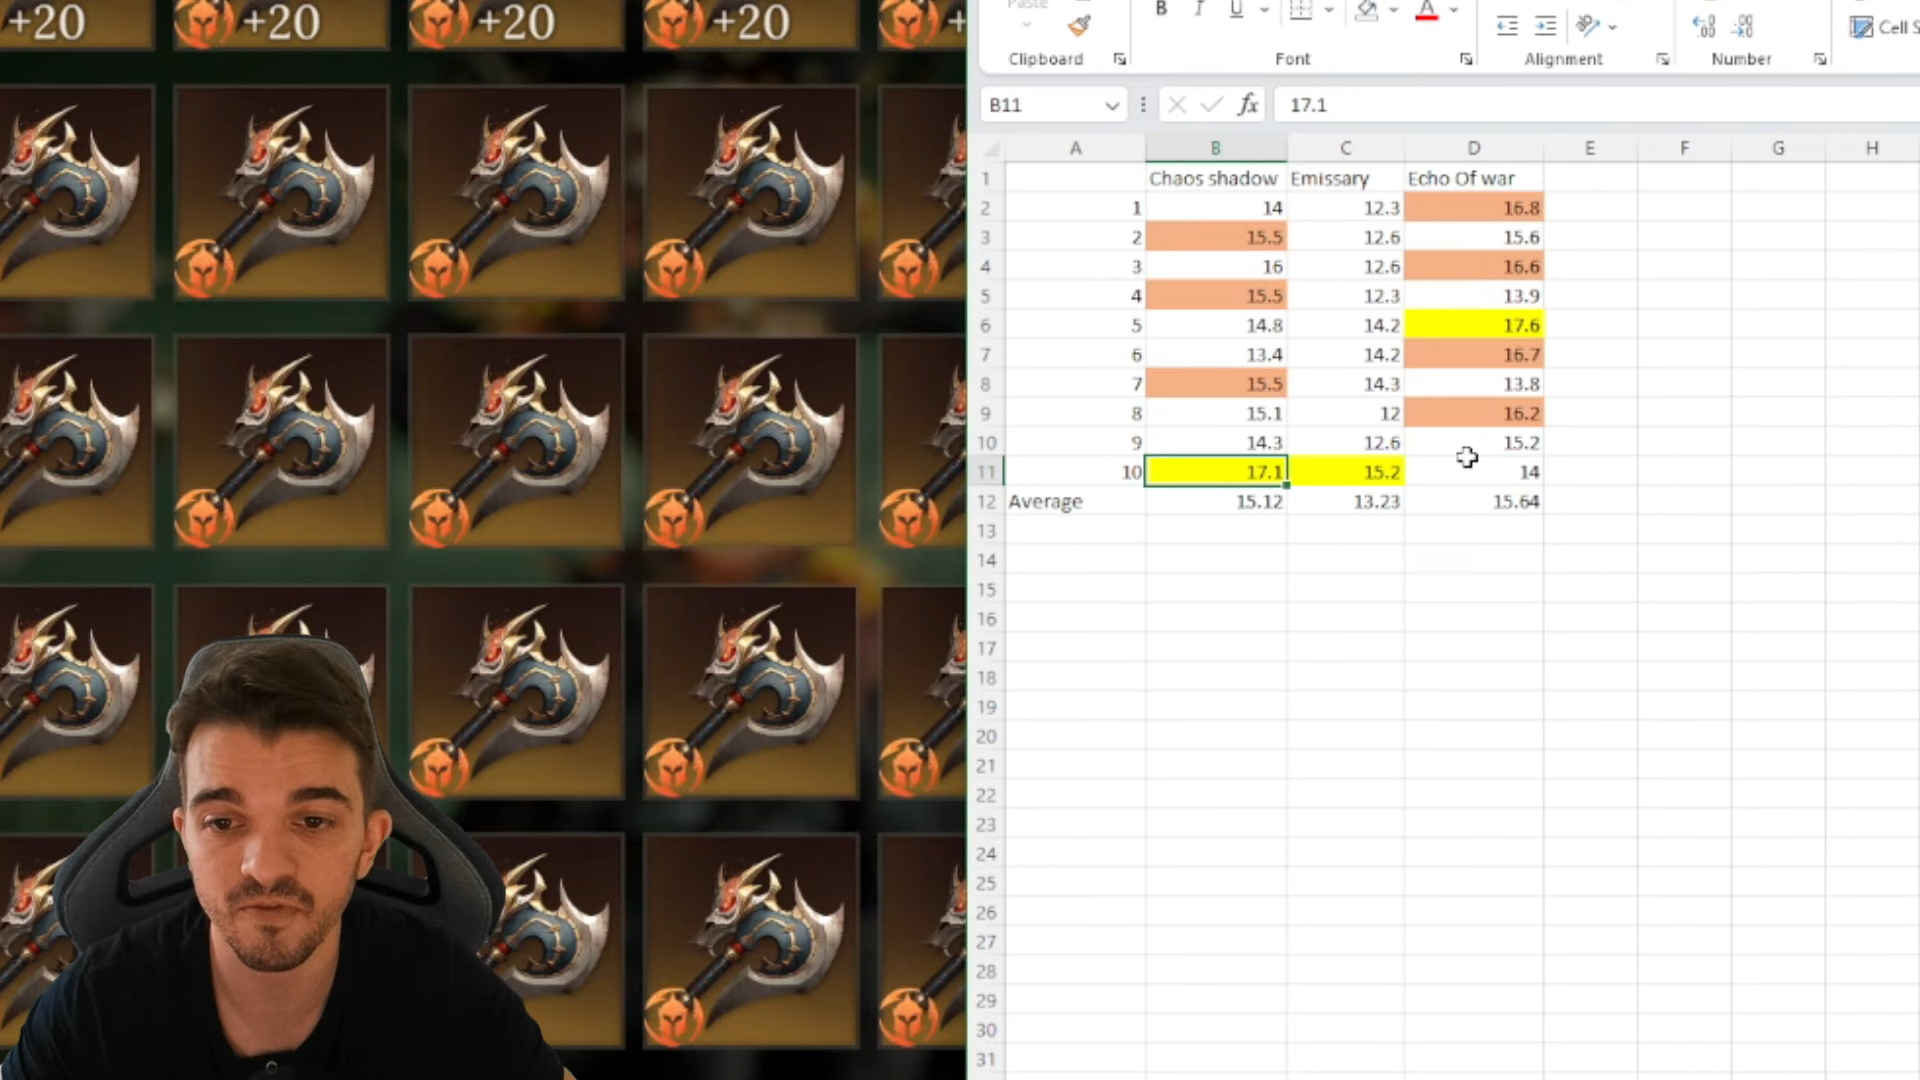 +20 +20 +20 +20 +
Paste
B I U A
Cell S
Clipboard Font Alignment Number
B11 fx 17.1
A B C D E F G H
1 Chaos shadow Emissary Echo Of war
2 1 14 12.3 16.8
3 2 15.5 12.6 15.6
4 3 16 12.6 16.6
5 4 15.5 12.3 13.9
6 5 14.8 14.2 17.6
7 6 13.4 14.2 16.7
8 7 15.5 14.3 13.8
9 8 15.1 12 16.2
10 9 14.3 12.6 15.2
11 10 17.1 15.2 14
12 Average 15.12 13.23 15.64
13
14
15
16
17
18
19
20
21
22
23
24
25
26
27
28
29
30
31